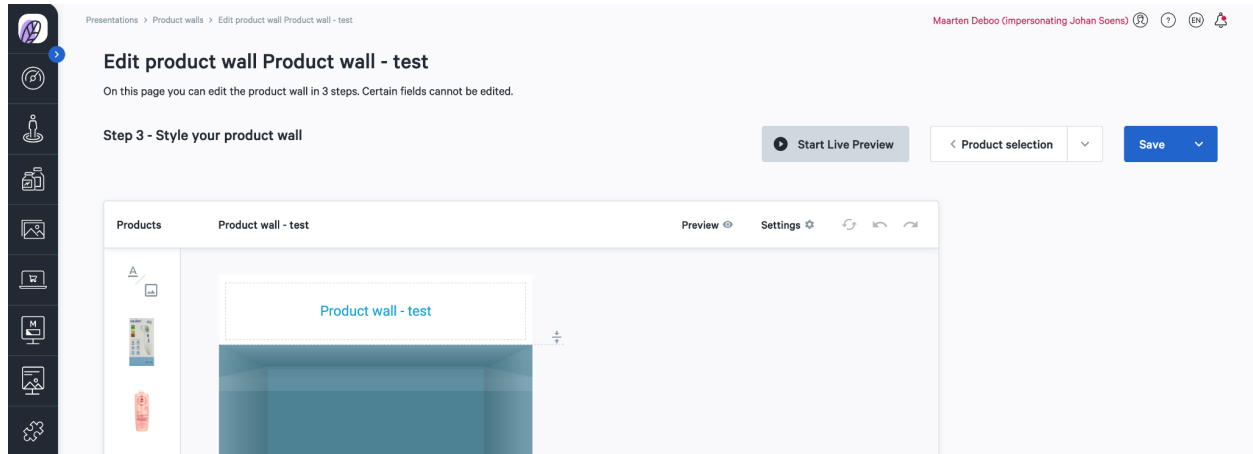 Presentations > Product walls > Edit product wall Product wall - test
Maarten Deboo (impersonating Johan Soens)
?
EN
Edit product wall Product wall - test
On this page you can edit the product wall in 3 steps. Certain fields cannot be edited.
Step 3 - Style your product wall
Start Live Preview
< Product selection
Save
Products
Product wall - test
Preview
Settings
A
Product wall - test
M